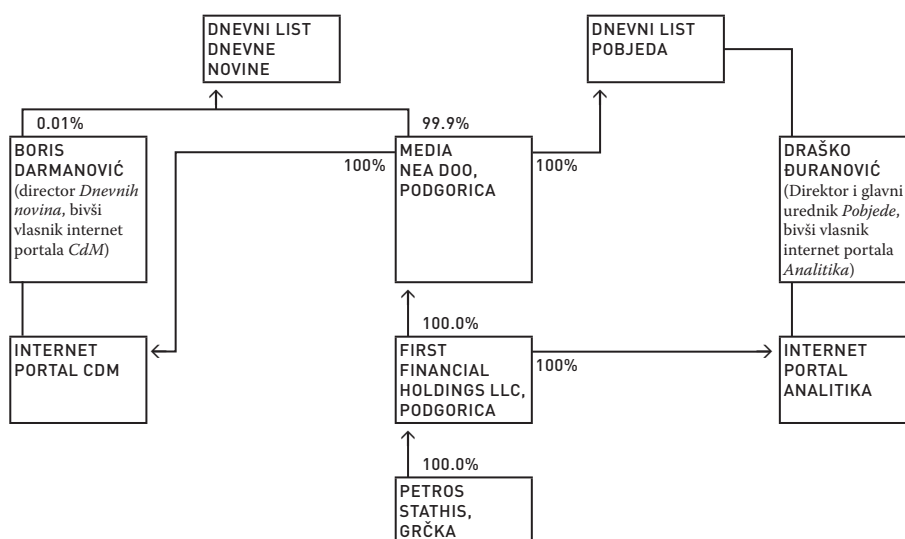 DNEVNI LIST
DNEVNE
NOVINE
DNEVNI LIST
POBJEDA
0.01%
99.9%
BORIS
DARMANOVIĆ
(director Dnevnih
novina, bivši
vlasnik internet
portala CdM)
100%
MEDIA
NEA DOO,
PODGORICA
100%
DRAŠKO
ĐURANOVIĆ
(Direktor i glavni
urednik Pobjede,
bivši vlasnik
internet portala
Analitika)
100.0%
INTERNET
PORTAL CDM
FIRST
FINANCIAL
HOLDINGS LLC,
PODGORICA
100%
INTERNET
PORTAL
ANALITIKA
100.0%
PETROS
STATHIS,
GRČKA